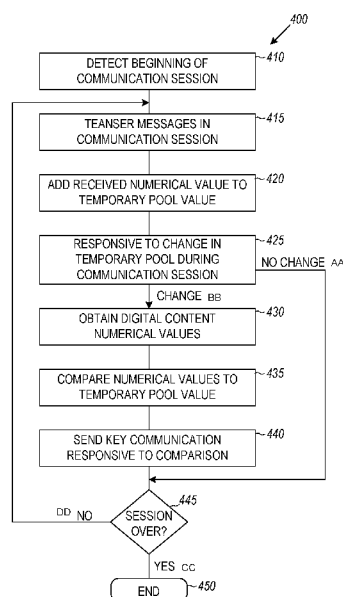 400
410
DETECT BEGINNING OF
COMMUNICATION SESSION
415
TEANSER MESSAGES IN
COMMUNICATION SESSION
420
ADD RECEIVED NUMERICAL VALUE TO
TEMPORARY POOL VALUE
425
RESPONSIVE TO CHANGE IN
TEMPORARY POOL DURING
COMMUNICATION SESSION
NO CHANGE AA
CHANGE BB
430
OBTAIN DIGITAL CONTENT
NUMERICAL VALUES
435
COMPARE NUMERICAL VALUES TO
TEMPORARY POOL VALUE
440
SEND KEY COMMUNICATION
RESPONSIVE TO COMPARISON
445
DD NO
SESSION
OVER?
YES CC
END
450